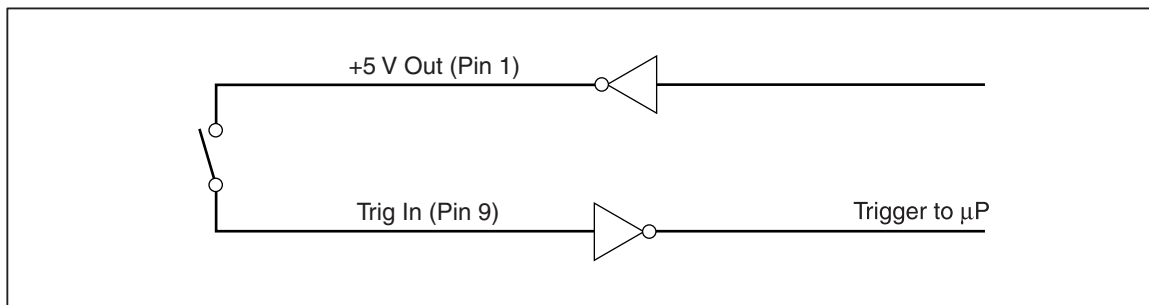 +5 V Out (Pin 1)
Trig In (Pin 9)
Trigger to μP